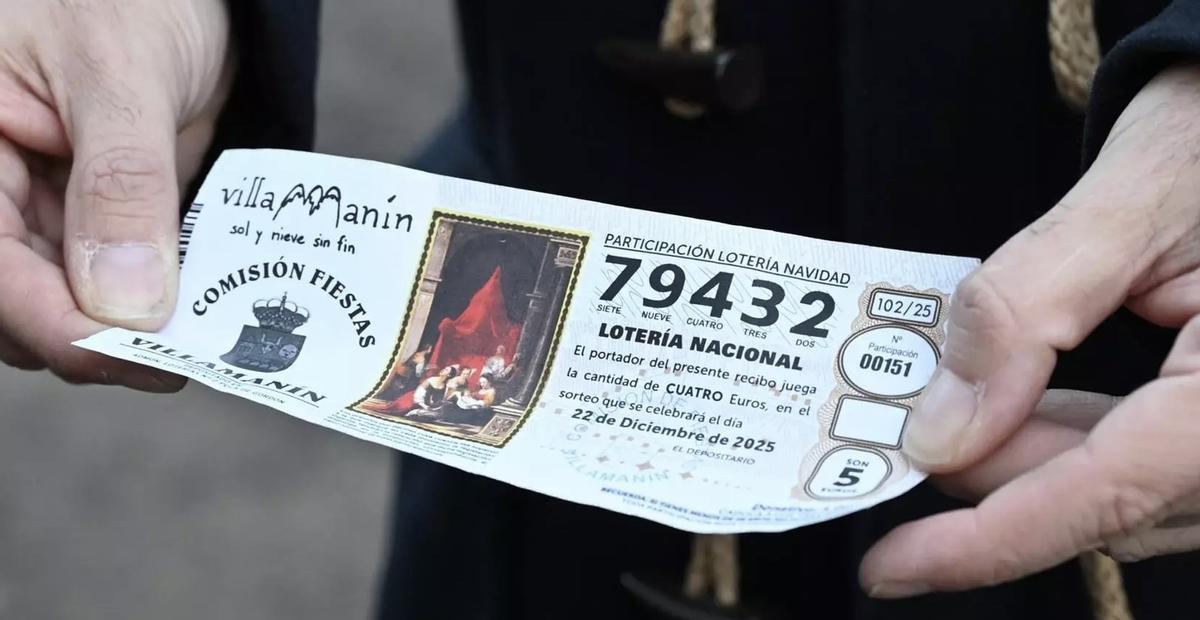 villaManín
sol y nieve sin fin
COMISIÓN FIESTAS
VILLAMANÍN
PARTICIPACIÓN LOTERÍA NAVIDAD
79432
SIETE NUEVE CUATRO TRES DOS
LOTERÍA NACIONAL
El portador del presente recibo juega
la cantidad de CUATRO Euros, en el
sorteo que se celebrará el día
22 de Diciembre de 2025
EL DEPOSITARIO
VILLAMANÍN
102/25
Nº
Participación
00151
SON
5
EUROS